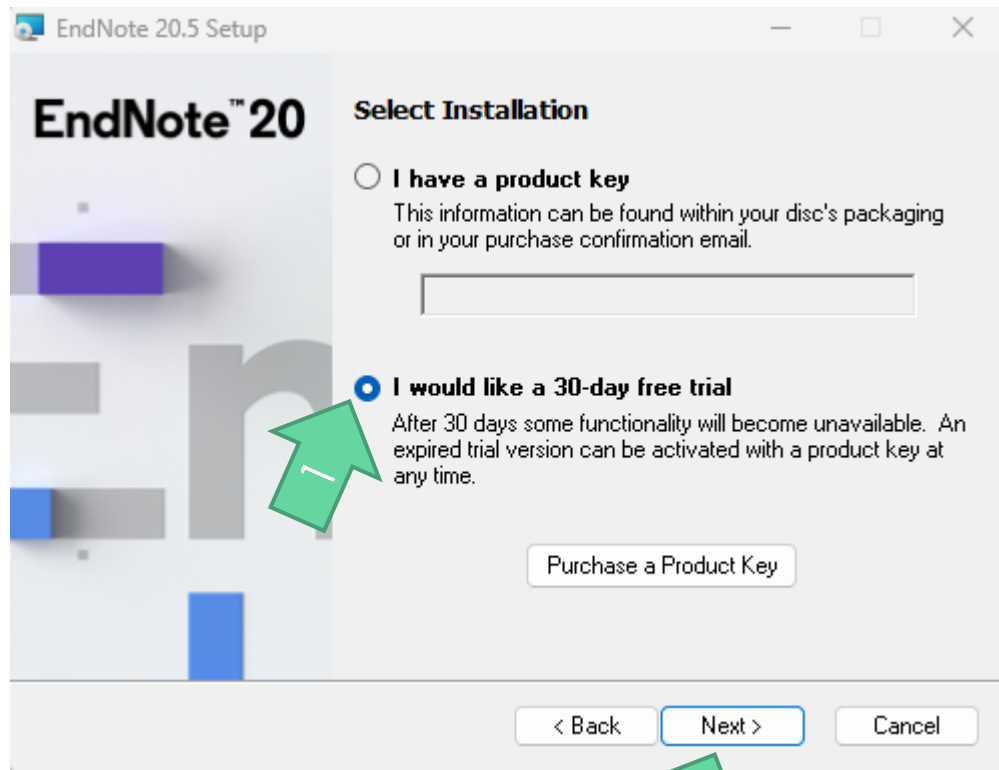 EndNote 20.5 Setup
EndNote™20
Select Installation
I have a product key
This information can be found within your disc's packaging
or in your purchase confirmation email.
I would like a 30-day free trial
After 30 days some functionality will become unavailable. An
expired trial version can be activated with a product key at
any time.
1
Purchase a Product Key
< Back
Next >
Cancel